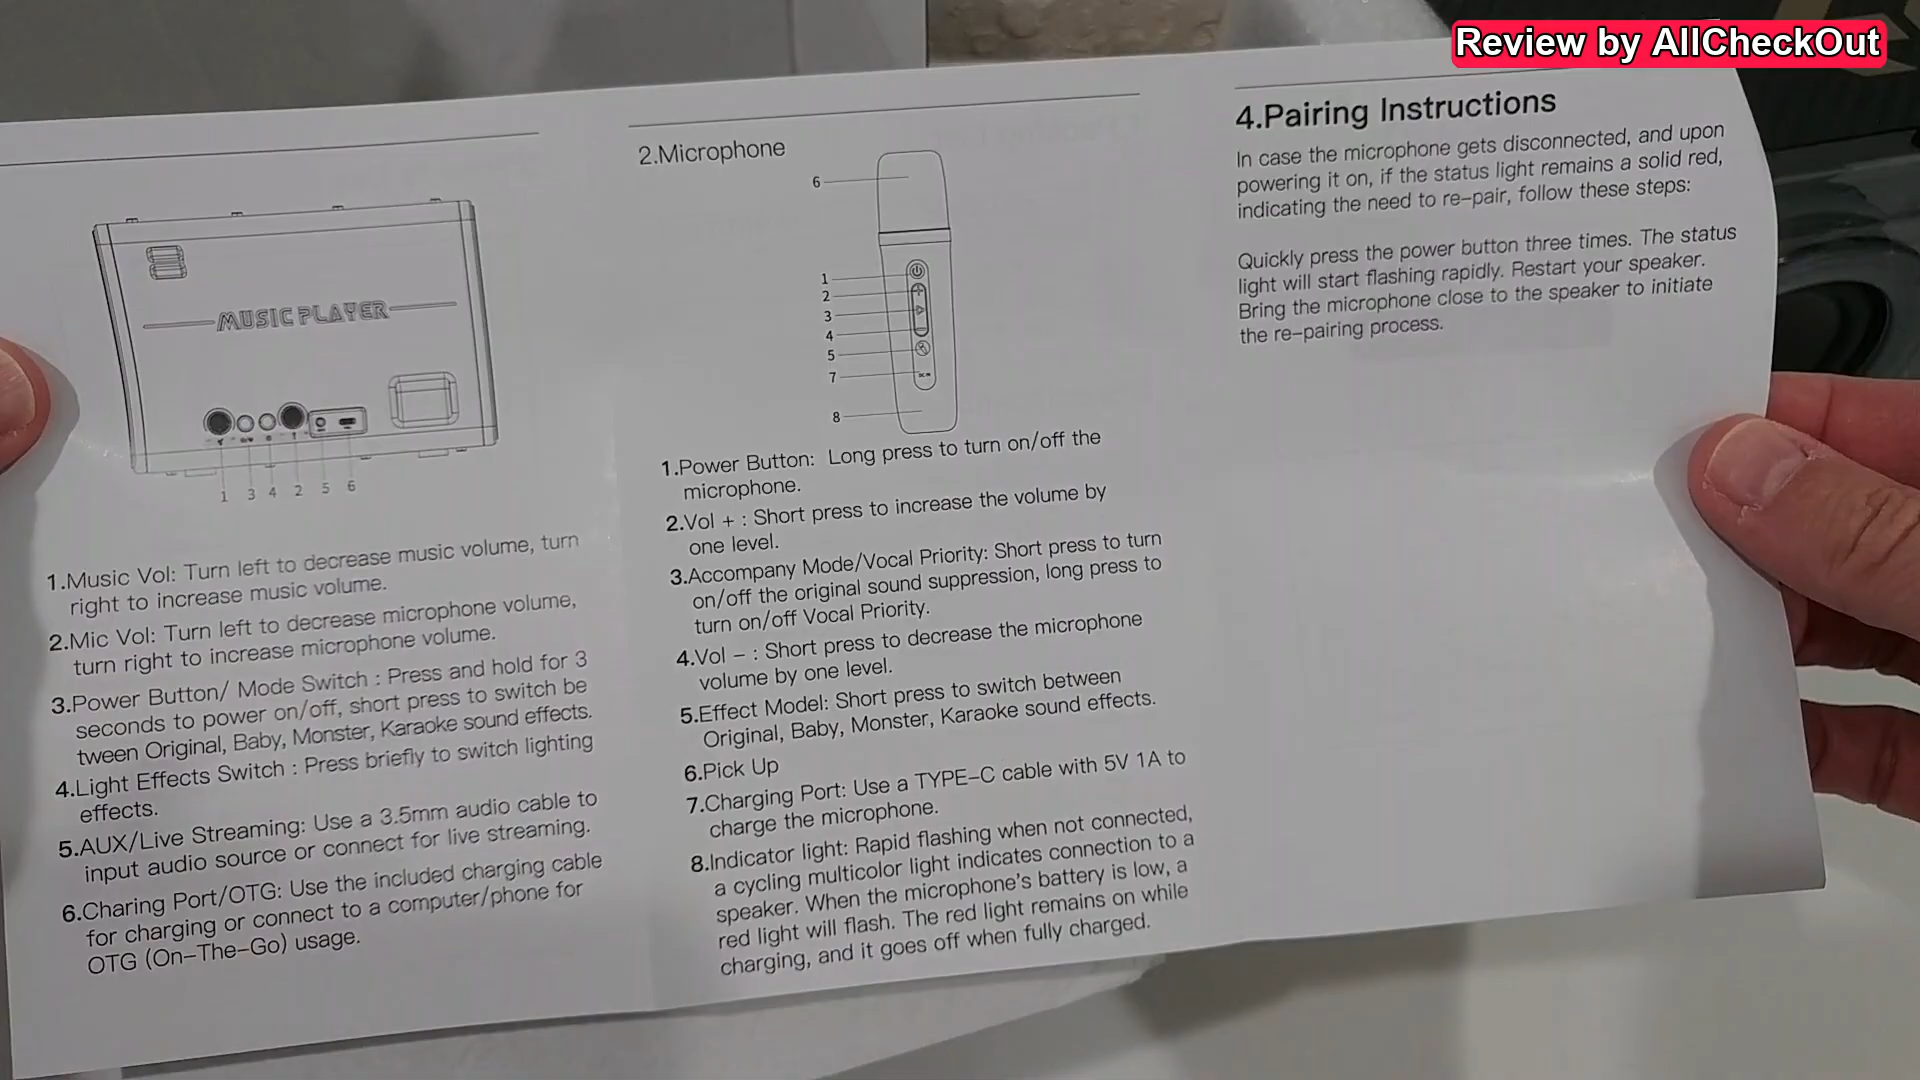 Review by AllCheckOut
MUSIC PLAYER
1 3 4 2 5 6
1.Music Vol: Turn left to decrease music volume, turn
right to increase music volume.
2.Mic Vol: Turn left to decrease microphone volume,
turn right to increase microphone volume.
3.Power Button/ Mode Switch : Press and hold for 3
seconds to power on/off, short press to switch be
tween Original, Baby, Monster, Karaoke sound effects.
4.Light Effects Switch : Press briefly to switch lighting
effects.
5.AUX/Live Streaming: Use a 3.5mm audio cable to
input audio source or connect for live streaming.
6.Charing Port/OTG: Use the included charging cable
for charging or connect to a computer/phone for
OTG (On-The-Go) usage.
2.Microphone
6
1
2
3
4
5
7
8
1.Power Button: Long press to turn on/off the
microphone.
2.Vol + : Short press to increase the volume by
one level.
3.Accompany Mode/Vocal Priority: Short press to turn
on/off the original sound suppression, long press to
turn on/off Vocal Priority.
4.Vol - : Short press to decrease the microphone
volume by one level.
5.Effect Model: Short press to switch between
Original, Baby, Monster, Karaoke sound effects.
6.Pick Up
7.Charging Port: Use a TYPE-C cable with 5V 1A to
charge the microphone.
8.Indicator light: Rapid flashing when not connected,
a cycling multicolor light indicates connection to a
speaker. When the microphone's battery is low, a
red light will flash. The red light remains on while
charging, and it goes off when fully charged.
4.Pairing Instructions
In case the microphone gets disconnected, and upon
powering it on, if the status light remains a solid red,
indicating the need to re-pair, follow these steps:
Quickly press the power button three times. The status
light will start flashing rapidly. Restart your speaker.
Bring the microphone close to the speaker to initiate
the re-pairing process.